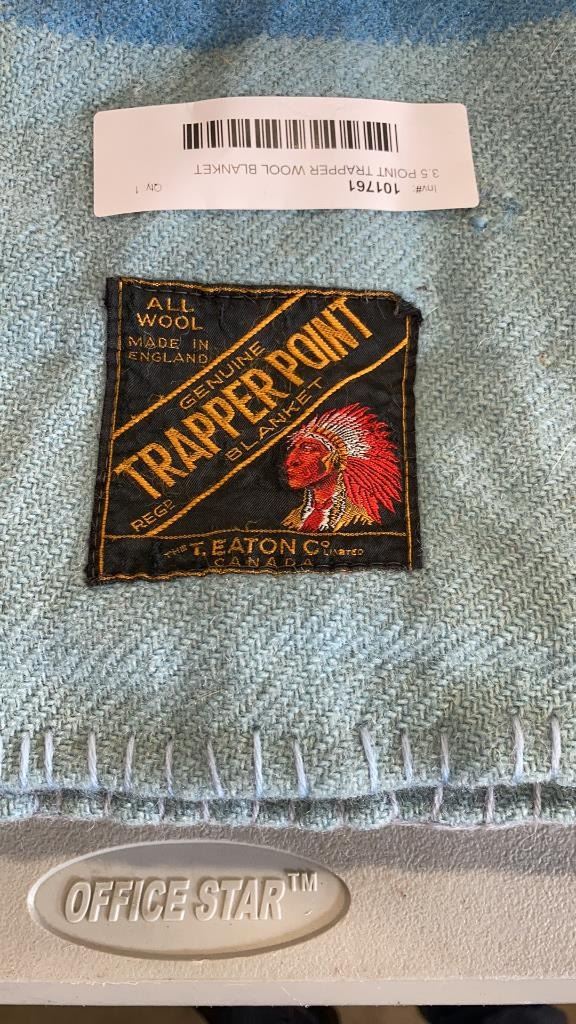 Inv#: 101761 Qty 1
3.5 POINT TRAPPER WOOL BLANKET
ALL
WOOL
MADE IN
ENGLAND
GENUINE
TRAPPER POINT
BLANKET
REGD
THE T. EATON Co LIMITED
CANADA
OFFICE STAR™